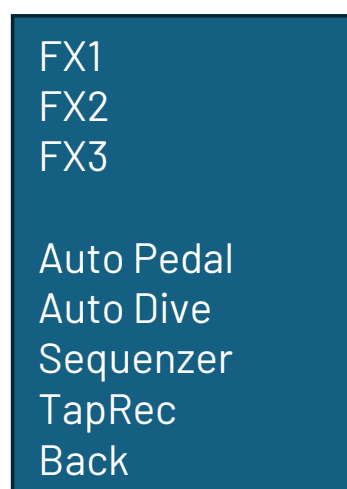 FX1
FX2
FX3
Auto Pedal
Auto Dive
Sequenzer
TapRec
Back